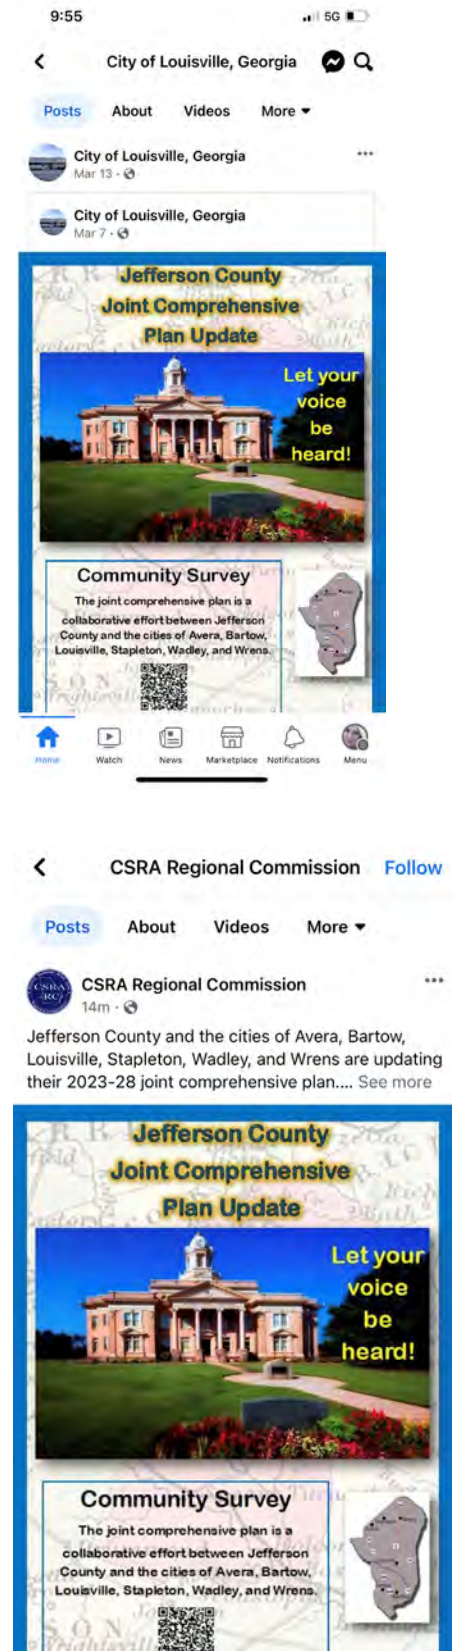 9:55
5G
City of Louisville, Georgia
Posts About Videos More
City of Louisville, Georgia
Mar 13 ·
City of Louisville, Georgia
Mar 7 ·
Jefferson County
Joint Comprehensive
Plan Update
Let your
voice
be
heard!
Community Survey
The joint comprehensive plan is a
collaborative effort between Jefferson
County and the cities of Avera, Bartow,
Louisville, Stapleton, Wadley, and Wrens.
Home Watch News Marketplace Notifications Menu
CSRA Regional Commission Follow
Posts About Videos More
CSRA
RC
CSRA Regional Commission
14m ·
Jefferson County and the cities of Avera, Bartow,
Louisville, Stapleton, Wadley, and Wrens are updating
their 2023-28 joint comprehensive plan.... See more
Jefferson County
Joint Comprehensive
Plan Update
Let your
voice
be
heard!
Community Survey
The joint comprehensive plan is a
collaborative effort between Jefferson
County and the cities of Avera, Bartow,
Louisville, Stapleton, Wadley, and Wrens.